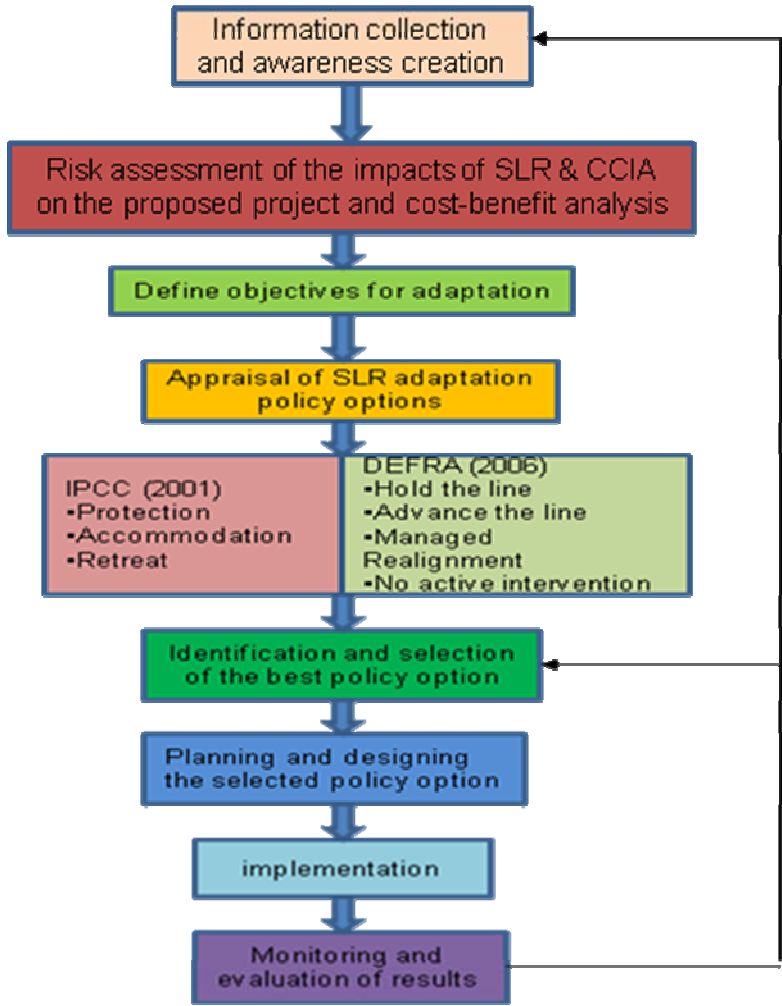 Information collection
and awareness creation
Risk assessment of the impacts of SLR & CCIA
on the proposed project and cost-benefit analysis
Define objectives for adaptation
Appraisal of SLR adaptation
policy options
IPCC (2001)
▪Protection
▪Accommodation
▪Retreat
DEFRA (2006)
▪Hold the line
▪Advance the line
▪Managed
Realignment
▪No active intervention
Identification and selection
of the best policy option
Planning and designing
the selected policy option
implementation
Monitoring and
evaluation of results